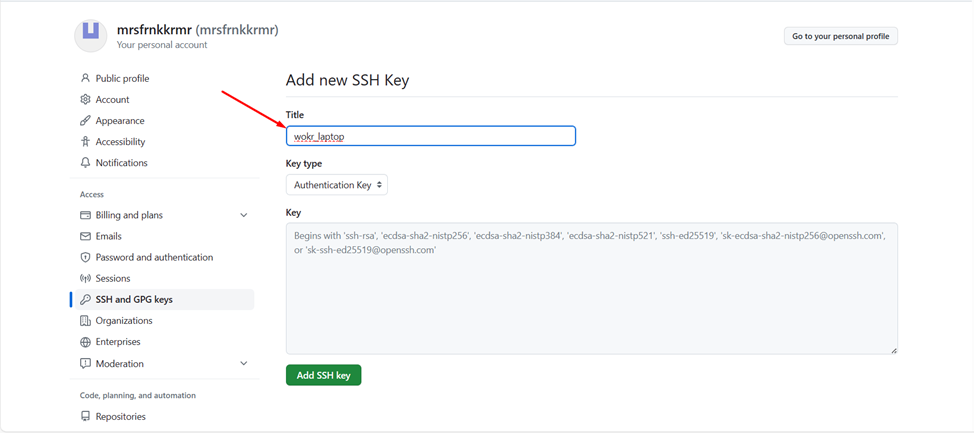 mrsfrnkkrmr (mrsfrnkkrmr)
Your personal account
Go to your personal profile
Public profile
Account
Appearance
Accessibility
Notifications
Access
Billing and plans
Emails
Password and authentication
Sessions
SSH and GPG keys
Organizations
Enterprises
Moderation
Code, planning, and automation
Repositories
Add new SSH Key
Title
wokr_laptop
Key type
Authentication Key
Key
Begins with 'ssh-rsa', 'ecdsa-sha2-nistp256', 'ecdsa-sha2-nistp384', 'ecdsa-sha2-nistp521', 'ssh-ed25519', 'sk-ecdsa-sha2-nistp256@openssh.com',
or 'sk-ssh-ed25519@openssh.com'
Add SSH key